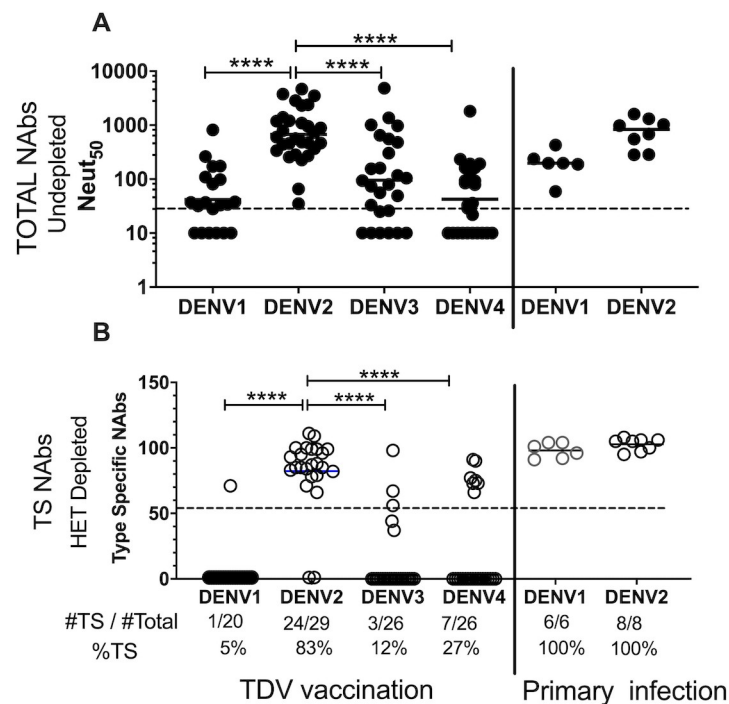 A
TOTAL NAbs
Undepleted
Neut50
10000
1000
100
10
1
**** ****
****
DENV1 DENV2 DENV3 DENV4 DENV1 DENV2
B
TS NAbs
HET Depleted
Type Specific NAbs
150
100
50
0
****
**** ****
DENV1 DENV2 DENV3 DENV4 DENV1 DENV2
#TS / #Total 1/20 24/29 3/26 7/26 6/6 8/8
%TS 5% 83% 12% 27% 100% 100%
TDV vaccination Primary infection